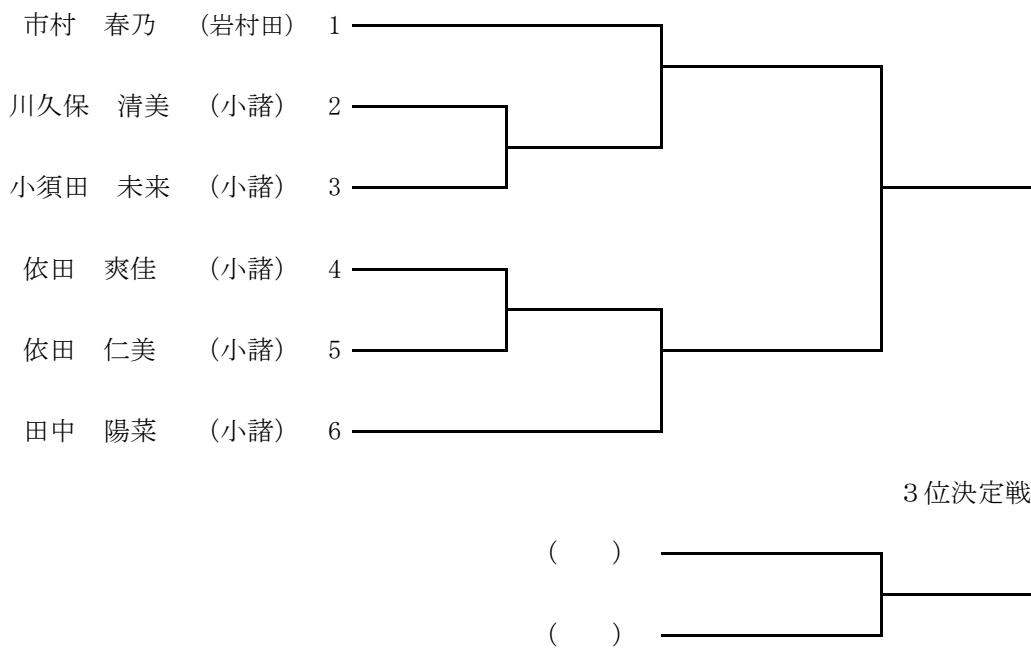 市村　春乃　（岩村田）　1
川久保　清美　（小諸）　2
小須田　未来　（小諸）　3
依田　爽佳　（小諸）　4
依田　仁美　（小諸）　5
田中　陽菜　（小諸）　6
３位決定戦
（　　）
（　　）